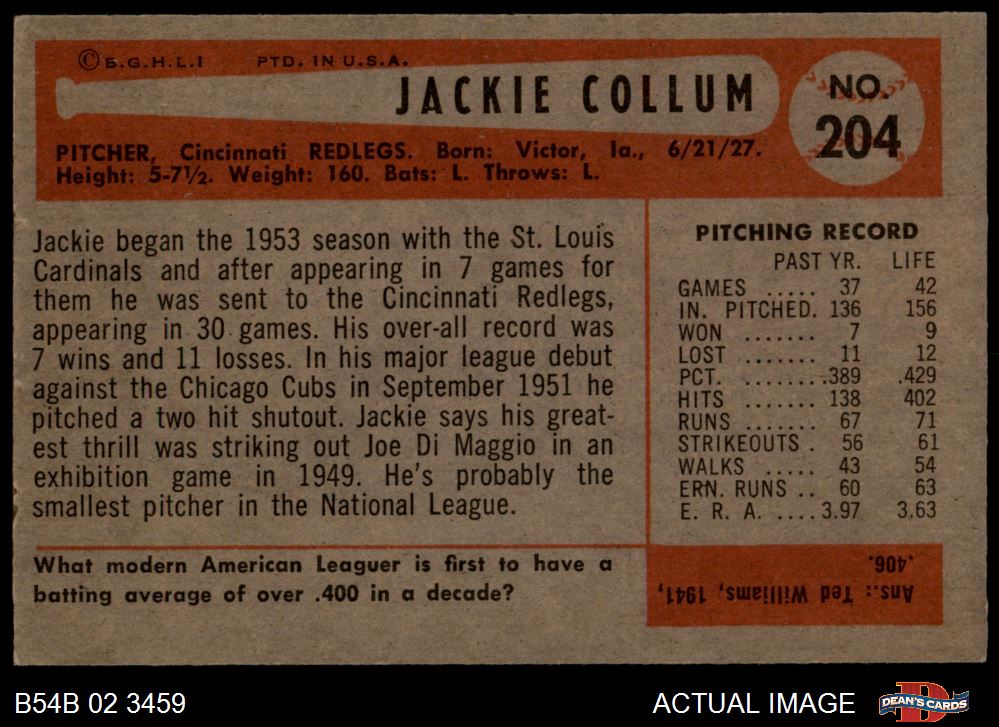 ©B.G.H.L.I PTD. IN U.S.A.
JACKIE COLLUM
NO.
204
PITCHER, Cincinnati REDLEGS. Born: Victor, Ia., 6/21/27.
Height: 5-7½. Weight: 160. Bats: L. Throws: L.
Jackie began the 1953 season with the St. Louis
Cardinals and after appearing in 7 games for
them he was sent to the Cincinnati Redlegs,
appearing in 30 games. His over-all record was
7 wins and 11 losses. In his major league debut
against the Chicago Cubs in September 1951 he
pitched a two hit shutout. Jackie says his great-
est thrill was striking out Joe Di Maggio in an
exhibition game in 1949. He's probably the
smallest pitcher in the National League.
PITCHING RECORD
PAST YR. LIFE
GAMES ..... 37 42
IN. PITCHED. 136 156
WON ....... 7 9
LOST ....... 11 12
PCT. ........ .389 .429
HITS ....... 138 402
RUNS ....... 67 71
STRIKEOUTS . 56 61
WALKS ..... 43 54
ERN. RUNS .. 60 63
E. R. A. .... 3.97 3.63
What modern American Leaguer is first to have a
batting average of over .400 in a decade?
Ans.: Ted Williams, 1941,
.406.
B54B 02 3459
ACTUAL IMAGE
DEAN'S CARDS